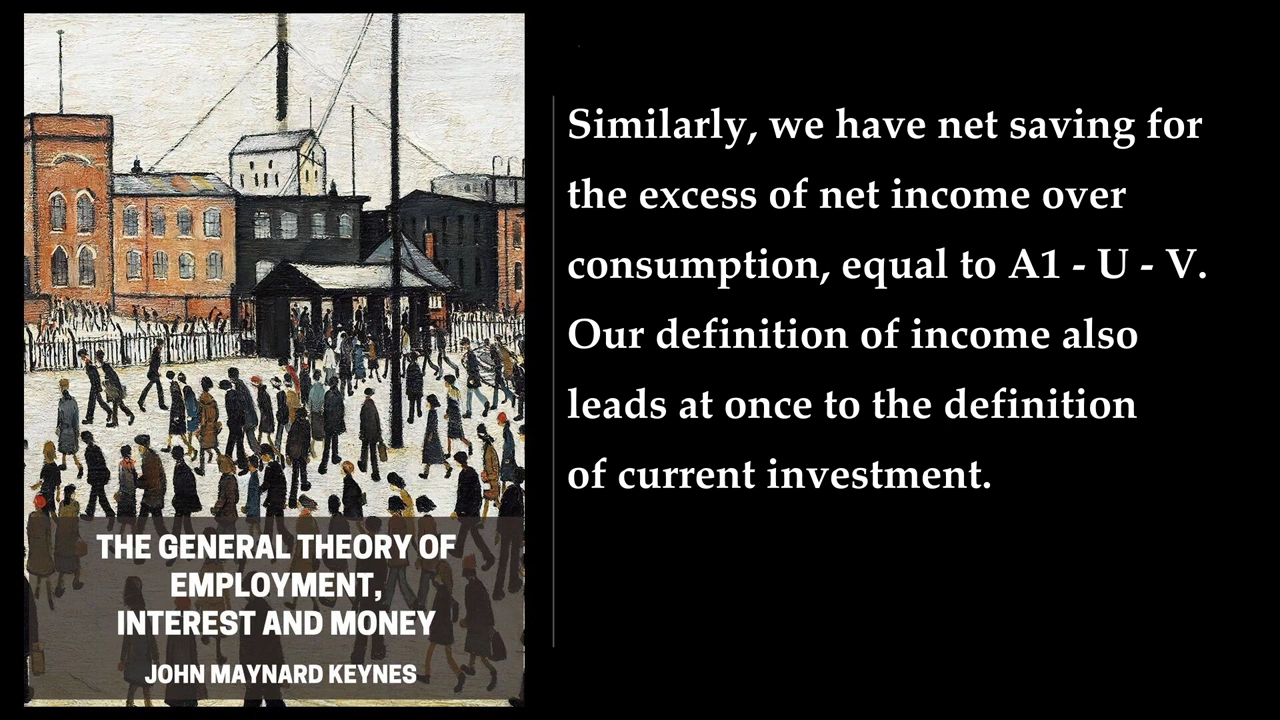 THE GENERAL THEORY OF
EMPLOYMENT,
INTEREST AND MONEY
JOHN MAYNARD KEYNES
Similarly, we have net saving for
the excess of net income over
consumption, equal to A1 - U - V.
Our definition of income also
leads at once to the definition
of current investment.